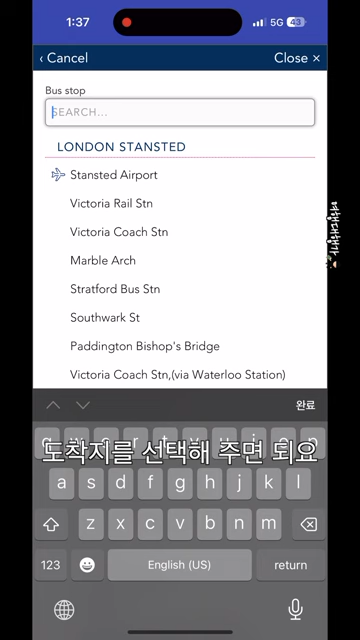 1:37
5G 43
‹ Cancel
Close ×
Bus stop
SEARCH...
LONDON STANSTED
Stansted Airport
Victoria Rail Stn
Victoria Coach Stn
Marble Arch
Stratford Bus Stn
Southwark St
Paddington Bishop's Bridge
Victoria Coach Stn,(via Waterloo Station)
완료
도착지를 선택해 주면 되요
a s d f g h j k l
z x c v b n m
123
English (US)
return